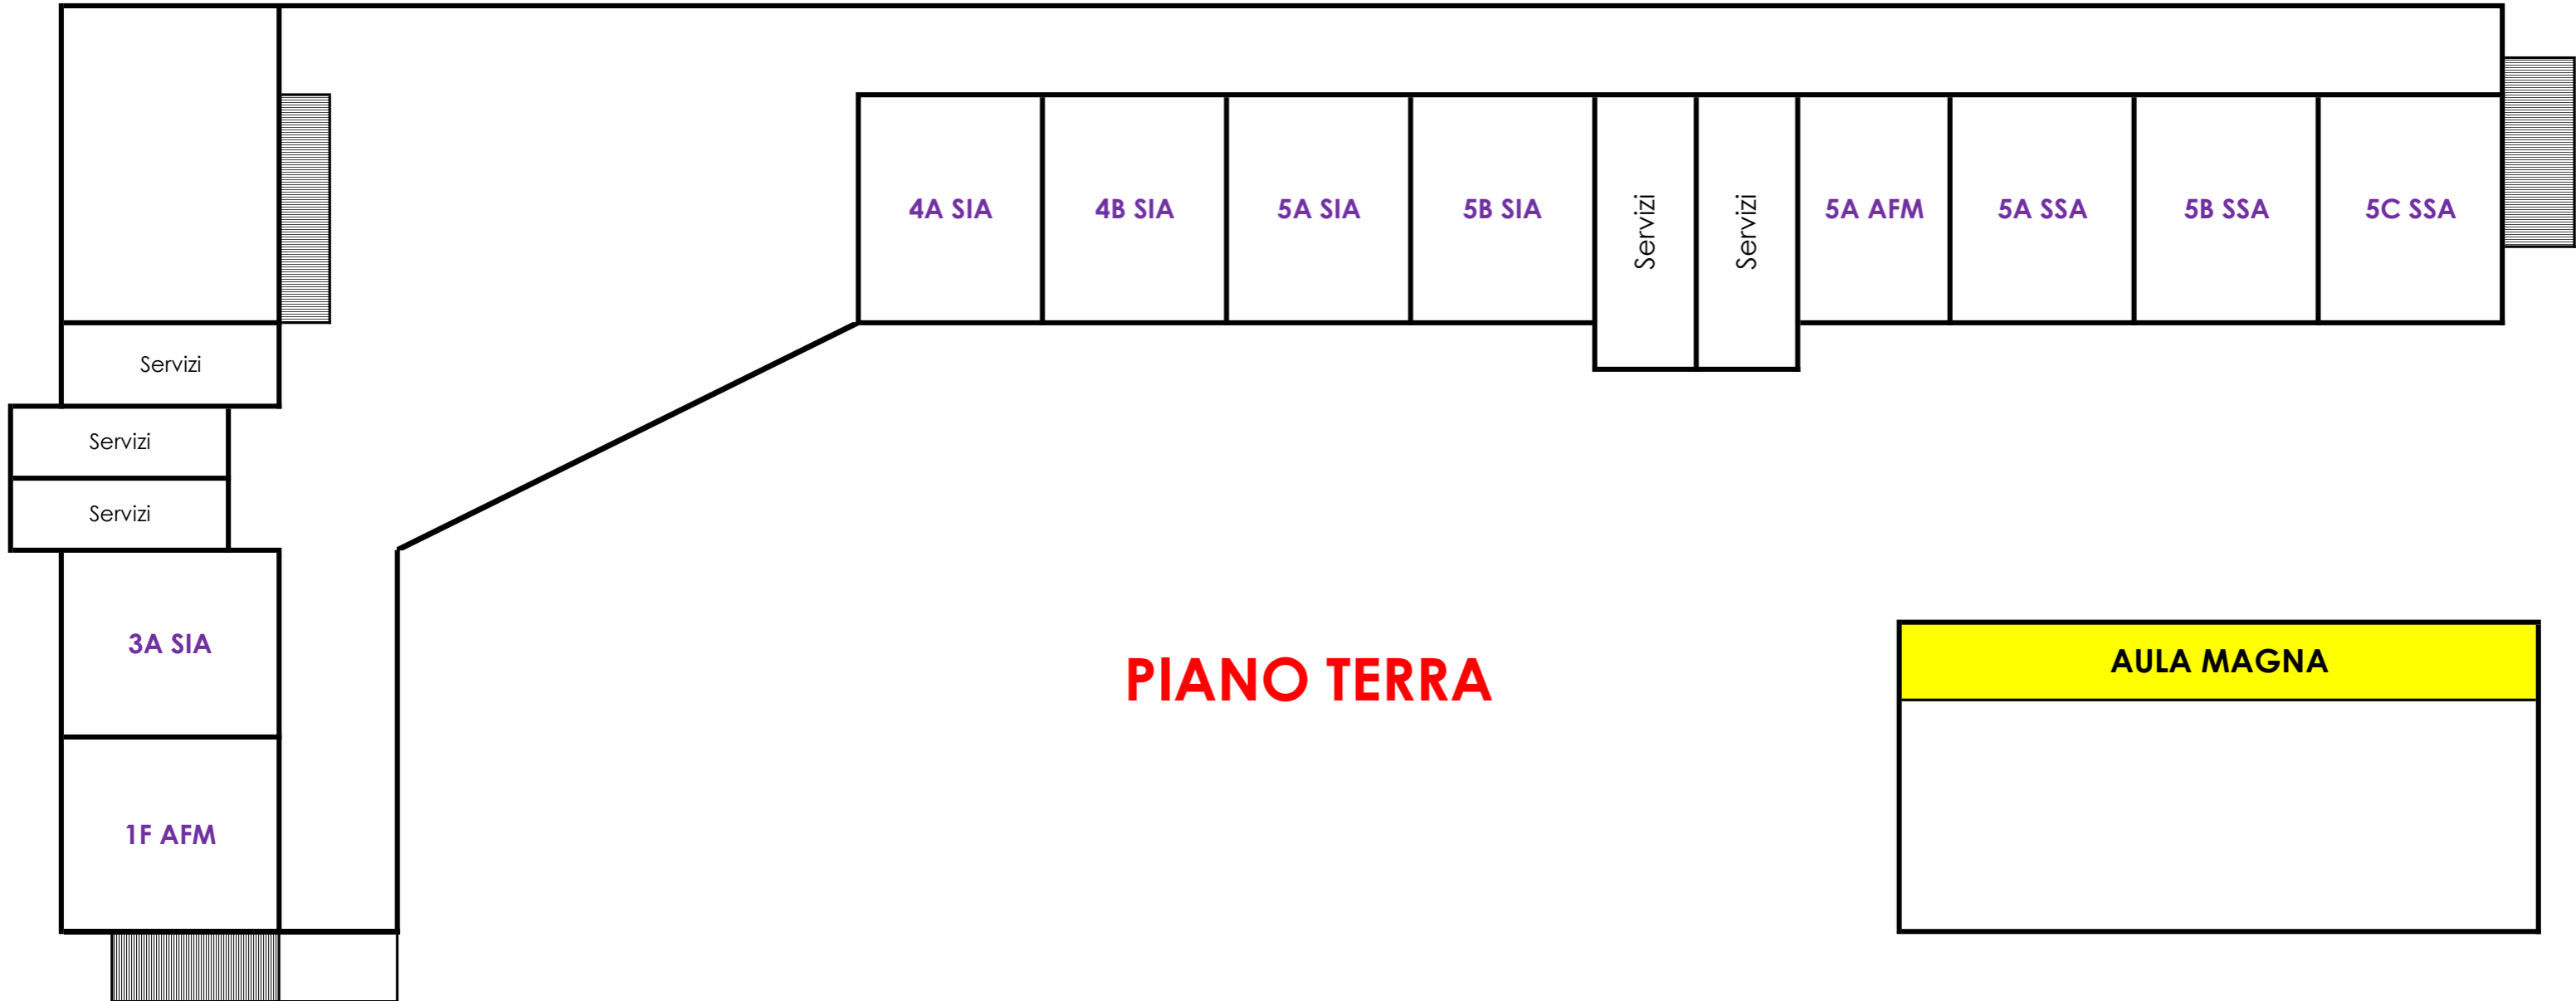 4A SIA
4B SIA
5A SIA
5B SIA
Servizi
Servizi
5A AFM
5A SSA
5B SSA
5C SSA
Servizi
Servizi
Servizi
3A SIA
1F AFM
PIANO TERRA
AULA MAGNA